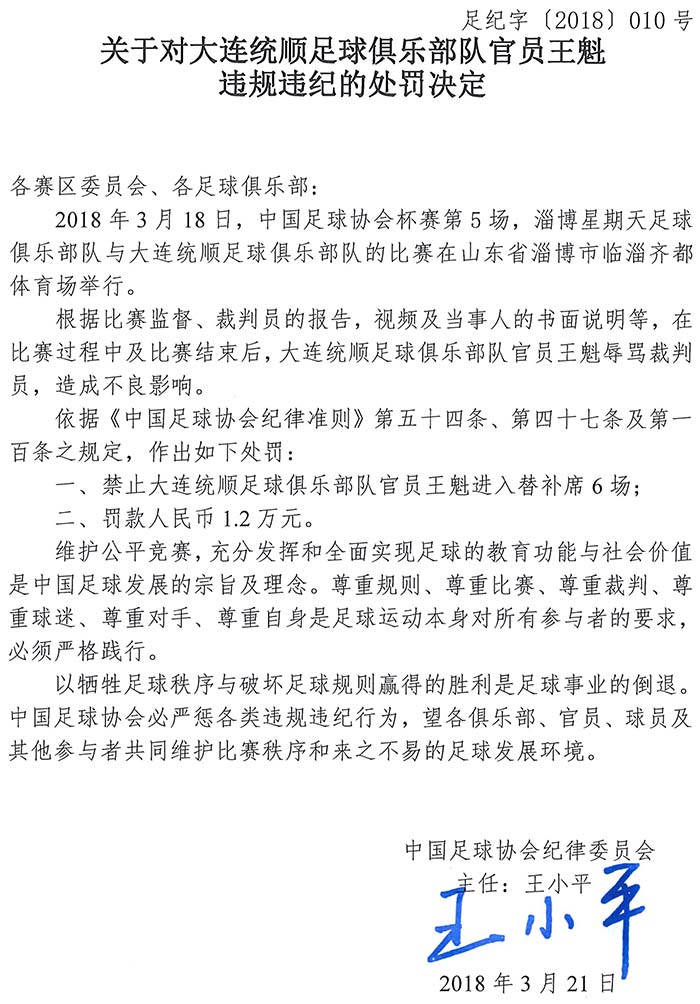 足纪字〔2018〕010号
关于对大连统顺足球俱乐部队官员王魁
违规违纪的处罚决定
各赛区委员会、各足球俱乐部：
2018年3月18日，中国足球协会杯赛第5场，淄博星期天足球
俱乐部队与大连统顺足球俱乐部队的比赛在山东省淄博市临淄齐都
体育场举行。
根据比赛监督、裁判员的报告，视频及当事人的书面说明等，在
比赛过程中及比赛结束后，大连统顺足球俱乐部队官员王魁辱骂裁判
员，造成不良影响。
依据《中国足球协会纪律准则》第五十四条、第四十七条及第一
百条之规定，作出如下处罚：
一、禁止大连统顺足球俱乐部队官员王魁进入替补席6场；
二、罚款人民币1.2万元。
维护公平竞赛，充分发挥和全面实现足球的教育功能与社会价值
是中国足球发展的宗旨及理念。尊重规则、尊重比赛、尊重裁判、尊
重球迷、尊重对手、尊重自身是足球运动本身对所有参与者的要求，
必须严格践行。
以牺牲足球秩序与破坏足球规则赢得的胜利是足球事业的倒退。
中国足球协会必严惩各类违规违纪行为，望各俱乐部、官员、球员及
其他参与者共同维护比赛秩序和来之不易的足球发展环境。
中国足球协会纪律委员会
主任：王小平
王小平
2018年3月21日